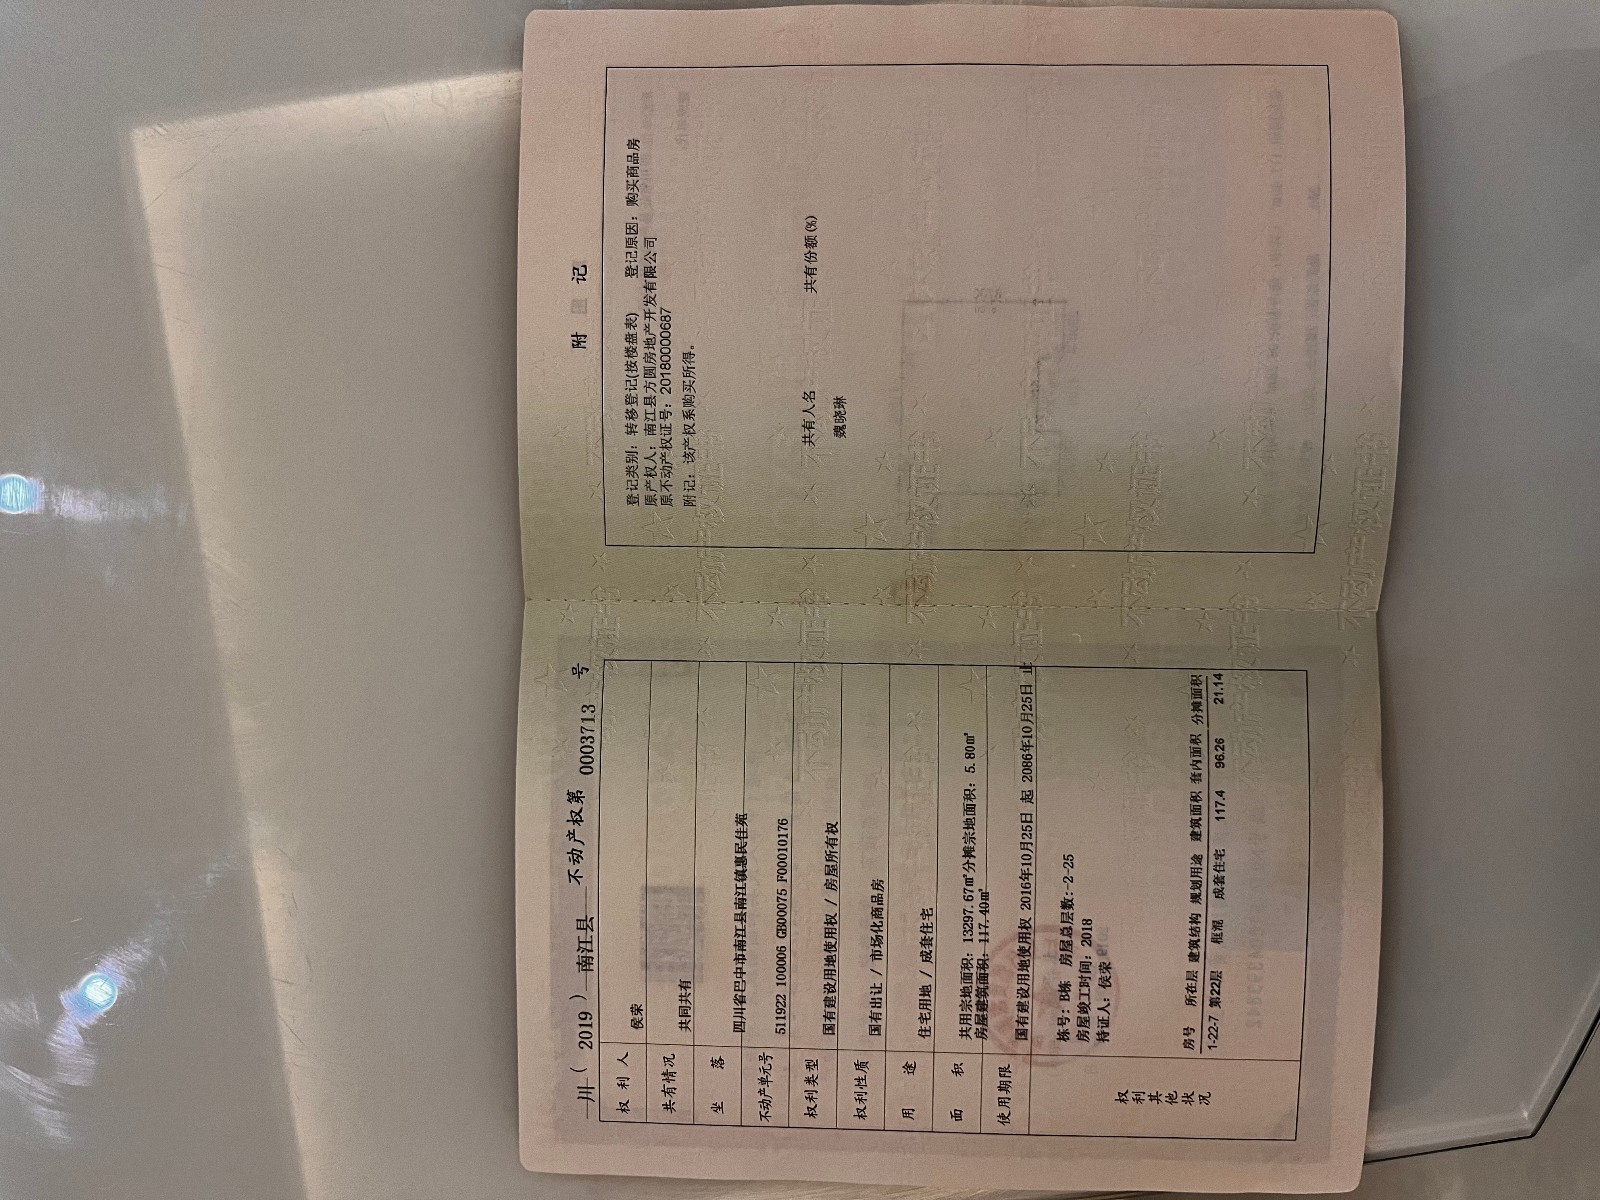 川（ 2019 ）南江县 不动产权第 0003713 号
权利人 侯荣
共有情况 共同共有
坐落 四川省巴中市南江县南江镇惠民佳苑
不动产单元号 511922 100006 GB00075 F00010176
权利类型 国有建设用地使用权 / 房屋所有权
权利性质 国有出让 / 市场化商品房
用途 住宅用地 / 成套住宅
面积 共用宗地面积：13297.67㎡分摊宗地面积：5.80㎡
房屋建筑面积：117.40㎡
使用期限 国有建设用地使用权 2016年10月25日 起 2086年10月25日 止
权利其他状况
栋号：B栋 房屋总层数:-2-25
房屋竣工时间：2018
持证人：侯荣
房号 所在层 建筑结构 规划用途 建筑面积 套内面积 分摊面积
1-22-7 第22层 框混 成套住宅 117.4 96.26 21.14
附 记
登记类别：转移登记(按楼盘表) 登记原因：购买商品房
原产权人：南江县方圆房地产开发有限公司
原不动产权证号：20180000687
附记：该产权系购买所得。
共有人名 共有份额(%)
魏晓琳
不动产权证书